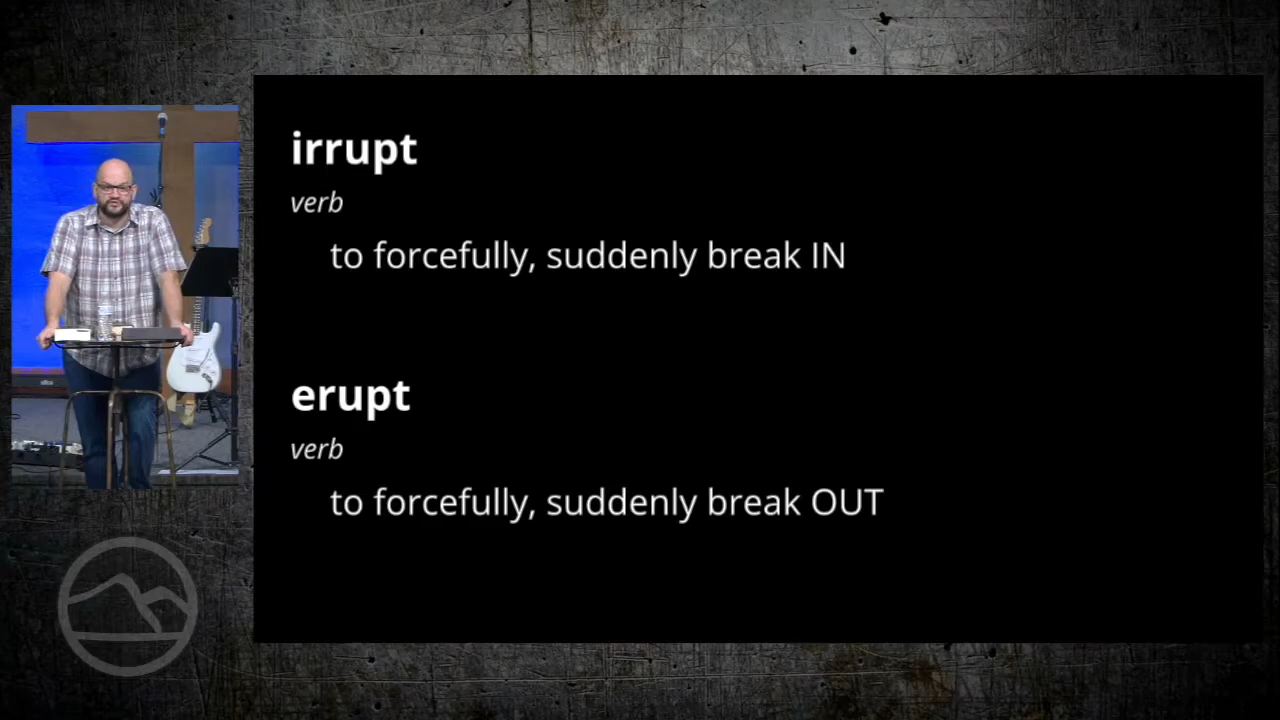 irrupt
verb
to forcefully, suddenly break IN
erupt
verb
to forcefully, suddenly break OUT